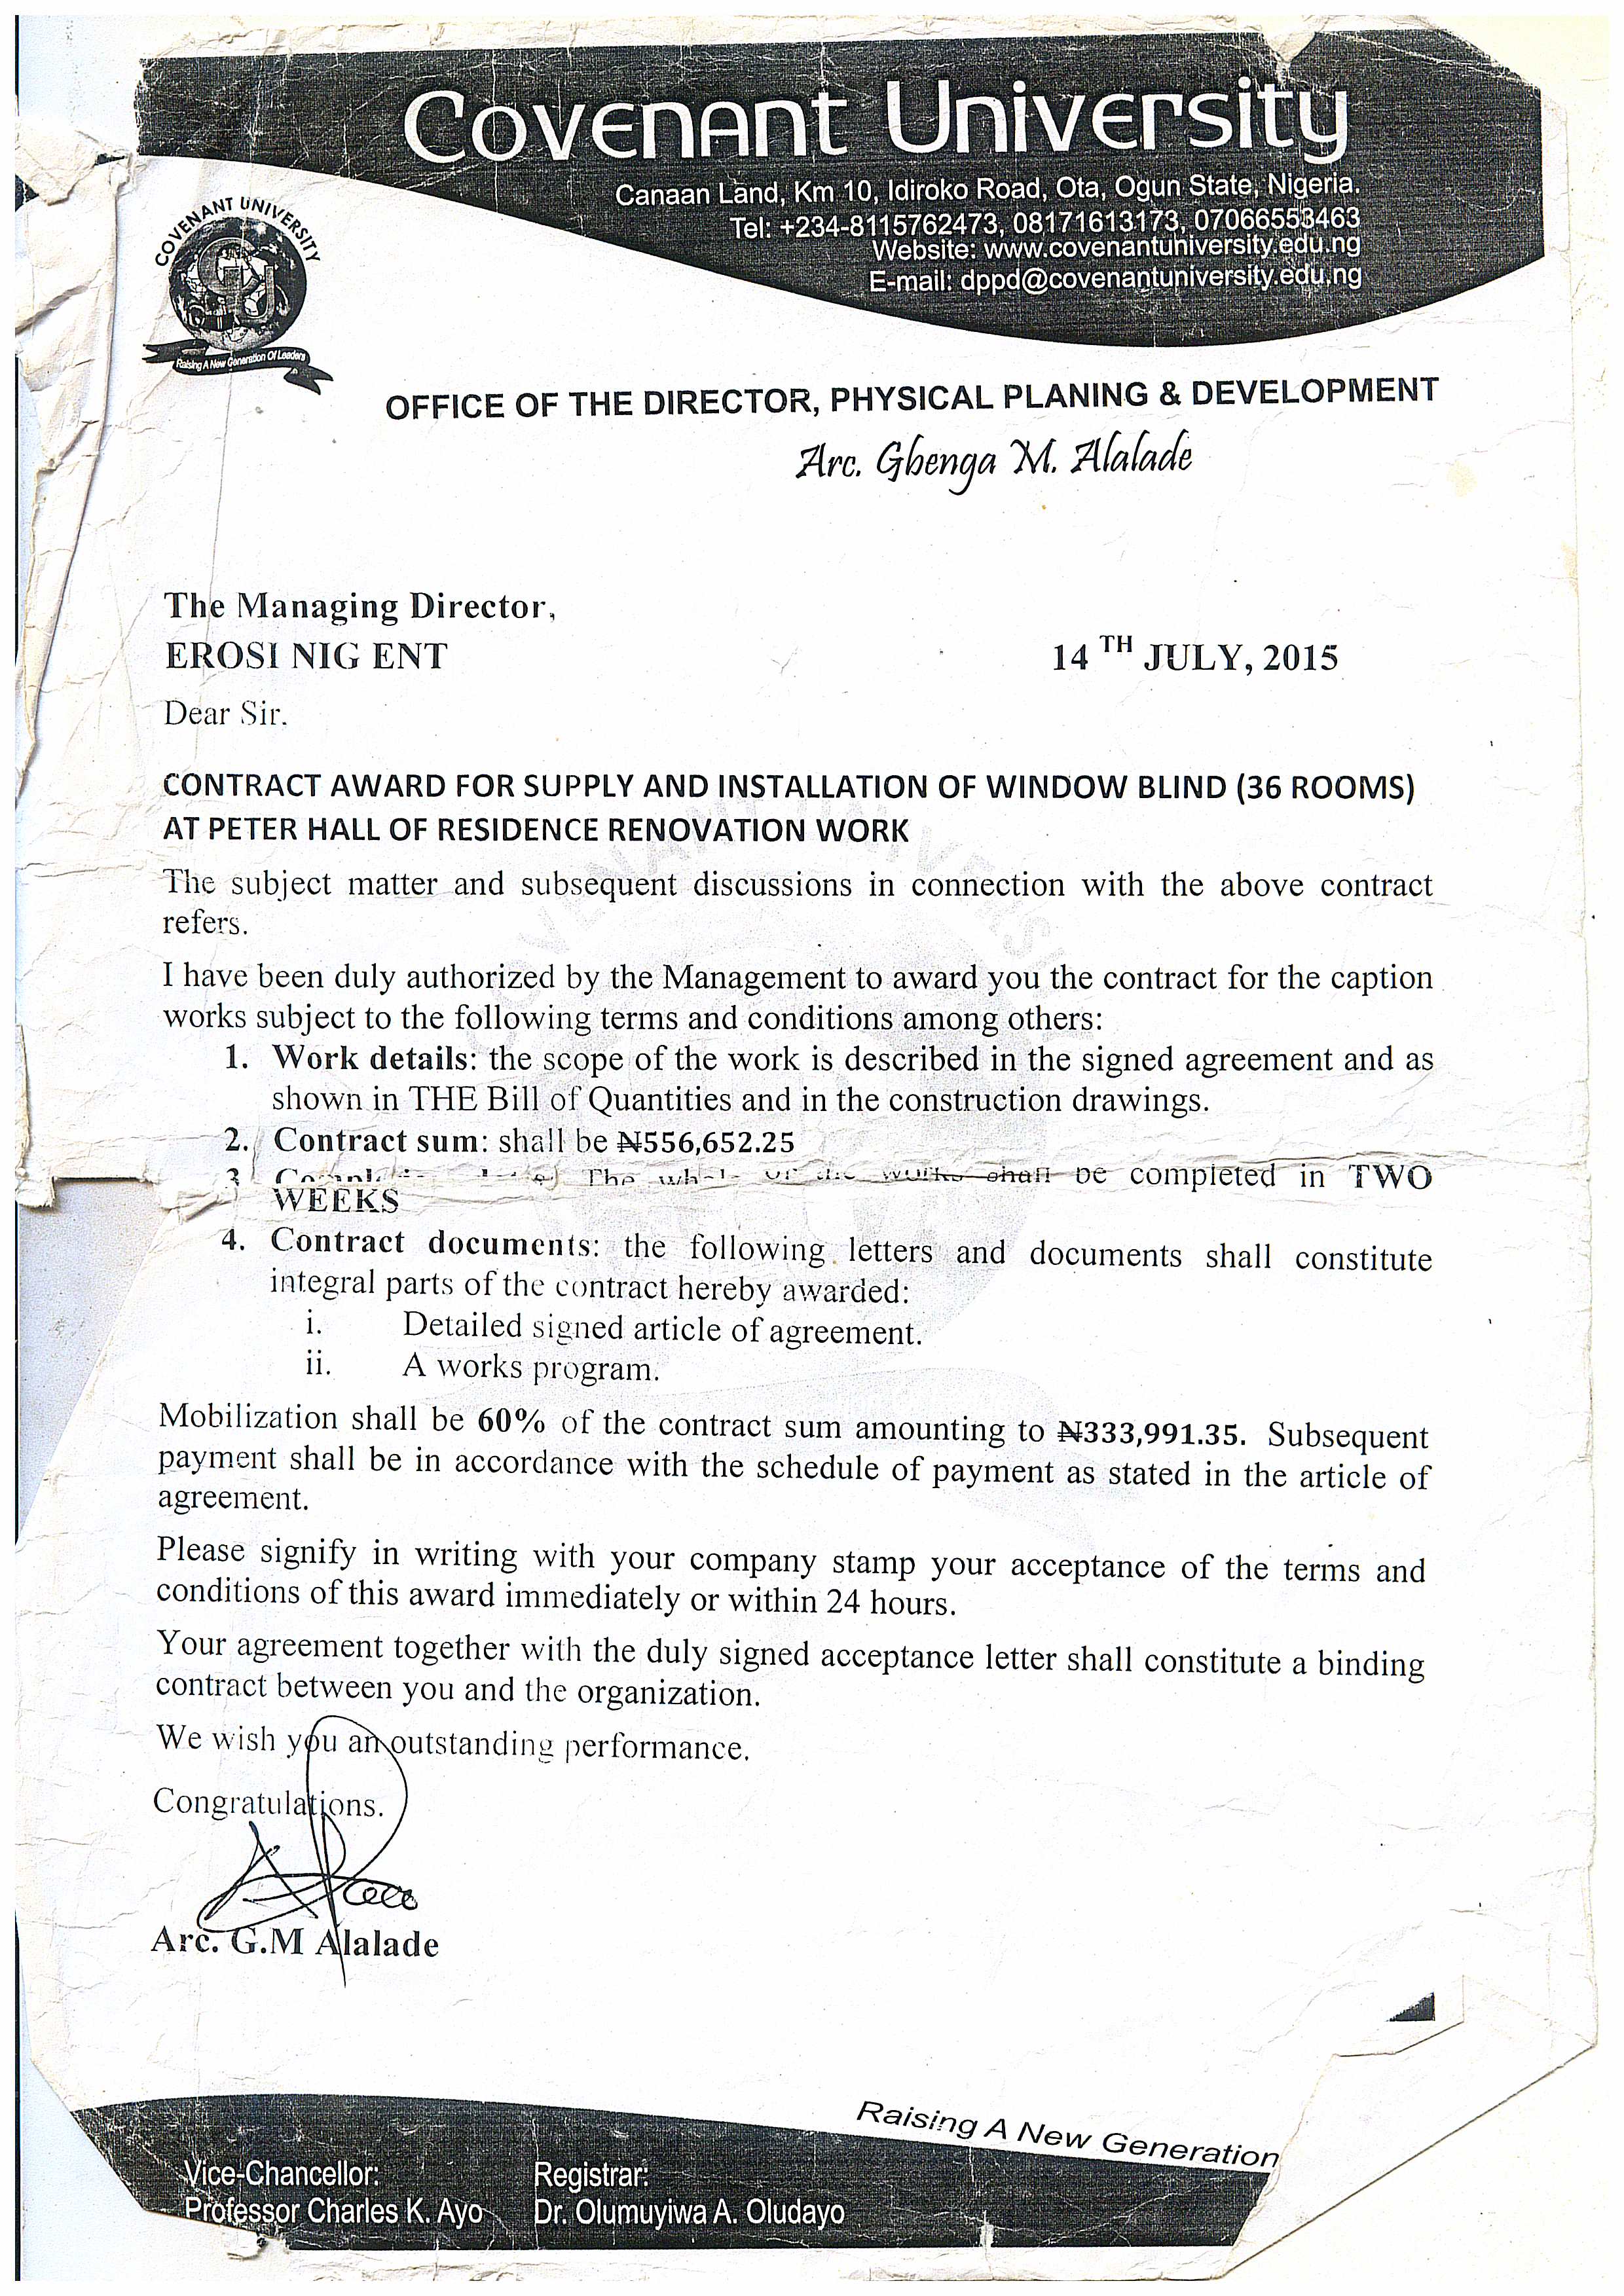 Covenant University
Canaan Land, Km 10, Idiroko Road, Ota, Ogun State, Nigeria.
Tel: +234-8115762473, 08171613173, 07066553463
Website: www.covenantuniversity.edu.ng
E-mail: dppd@covenantuniversity.edu.ng
COVENANT UNIVERSITY
CU
Raising A New Generation Of Leaders
OFFICE OF THE DIRECTOR, PHYSICAL PLANING & DEVELOPMENT
Arc. Gbenga M. Alalade
The Managing Director,
EROSI NIG ENT
14 TH JULY, 2015
Dear Sir.
CONTRACT AWARD FOR SUPPLY AND INSTALLATION OF WINDOW BLIND (36 ROOMS)
AT PETER HALL OF RESIDENCE RENOVATION WORK
The subject matter and subsequent discussions in connection with the above contract
refers.
I have been duly authorized by the Management to award you the contract for the caption
works subject to the following terms and conditions among others:
1. Work details: the scope of the work is described in the signed agreement and as
shown in THE Bill of Quantities and in the construction drawings.
2. Contract sum: shall be ₦556,652.25
3 The whole of the works shall be completed in TWO
WEEKS
4. Contract documents: the following letters and documents shall constitute
integral parts of the contract hereby awarded:
i. Detailed signed article of agreement.
ii. A works program.
Mobilization shall be 60% of the contract sum amounting to ₦333,991.35. Subsequent
payment shall be in accordance with the schedule of payment as stated in the article of
agreement.
Please signify in writing with your company stamp your acceptance of the terms and
conditions of this award immediately or within 24 hours.
Your agreement together with the duly signed acceptance letter shall constitute a binding
contract between you and the organization.
We wish you an outstanding performance.
Congratulations.
Arc. G.M Alalade
Raising A New Generation
Vice-Chancellor:
Professor Charles K. Ayo
Registrar:
Dr. Olumuyiwa A. Oludayo